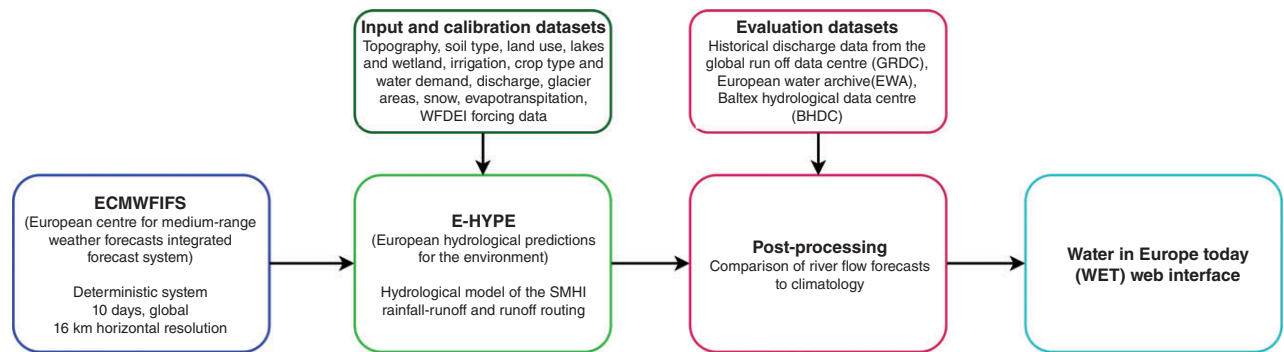 Input and calibration datasets
Topography, soil type, land use, lakes
and wetland, irrigation, crop type and
water demand, discharge, glacier
areas, snow, evapotranspitation,
WFDEI forcing data
Evaluation datasets
Historical discharge data from the
global run off data centre (GRDC),
European water archive(EWA),
Baltex hydrological data centre
(BHDC)
ECMWFIFS
(European centre for medium-range
weather forecasts integrated
forecast system)
Deterministic system
10 days, global
16 km horizontal resolution
E-HYPE
(European hydrological predictions
for the environment)
Hydrological model of the SMHI
rainfall-runoff and runoff routing
Post-processing
Comparison of river flow forecasts
to climatology
Water in Europe today
(WET) web interface